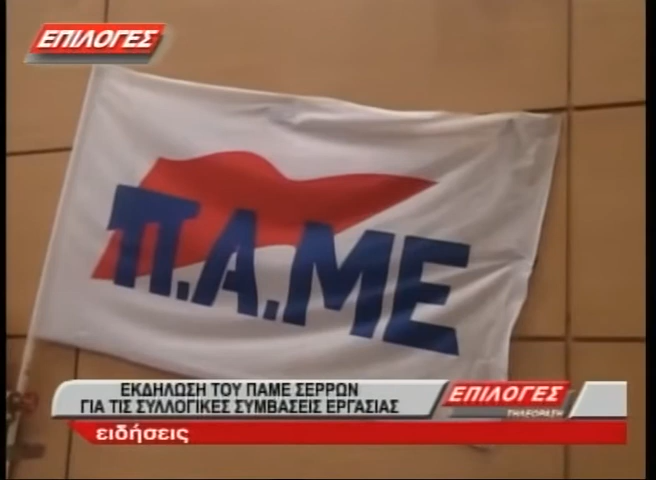 ΕΠΙΛΟΓΕΣ
Π.Α.ΜΕ
ΕΚΔΗΛΩΣΗ ΤΟΥ ΠΑΜΕ ΣΕΡΡΩΝ
ΓΙΑ ΤΙΣ ΣΥΛΛΟΓΙΚΕΣ ΣΥΜΒΑΣΕΙΣ ΕΡΓΑΣΙΑΣ
ΕΠΙΛΟΓΕΣ
ΤΗΛΕΟΡΑΣΗ
ειδήσεις